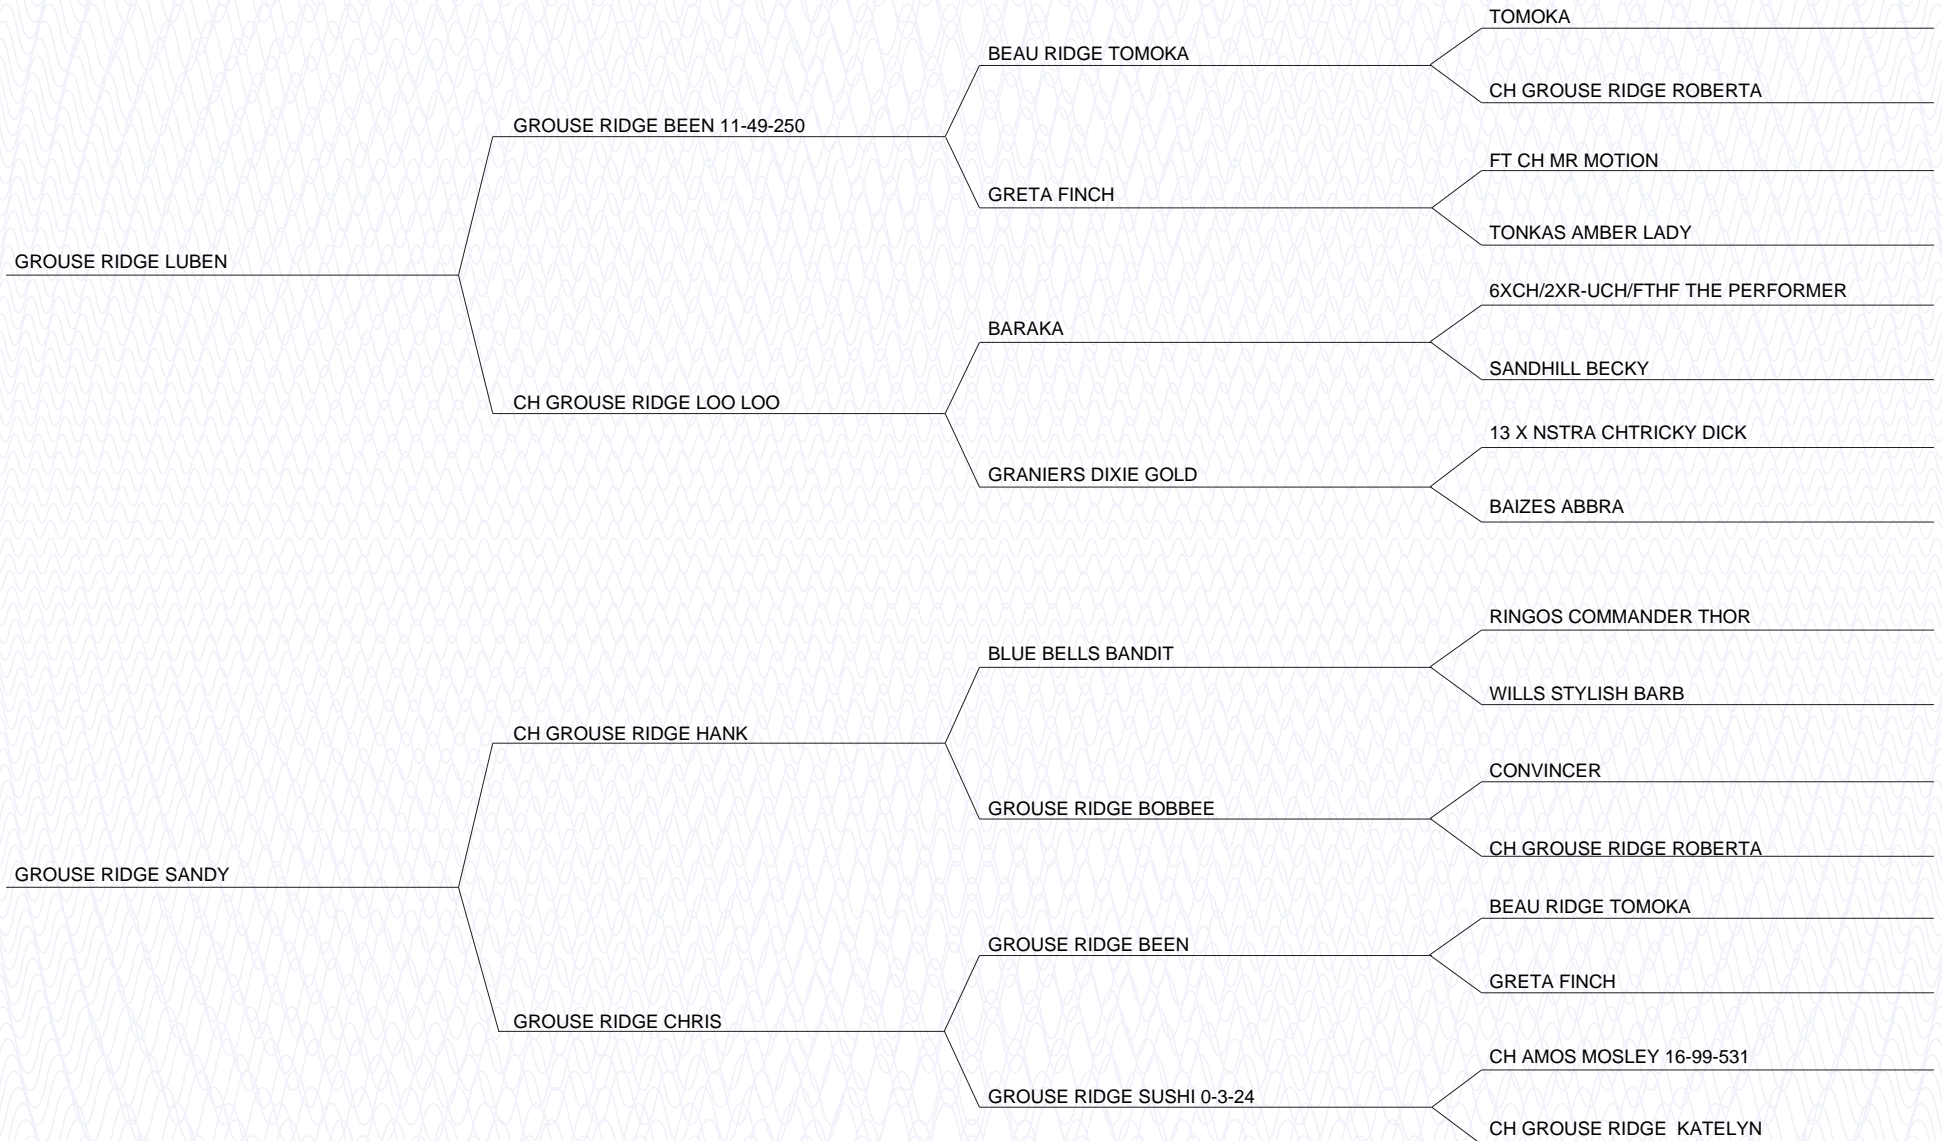 TOMOKA
BEAU RIDGE TOMOKA
CH GROUSE RIDGE ROBERTA
GROUSE RIDGE BEEN 11-49-250
FT CH MR MOTION
GRETA FINCH
TONKAS AMBER LADY
GROUSE RIDGE LUBEN
6XCH/2XR-UCH/FTHF THE PERFORMER
BARAKA
SANDHILL BECKY
CH GROUSE RIDGE LOO LOO
13 X NSTRA CHTRICKY DICK
GRANIERS DIXIE GOLD
BAIZES ABBRA
RINGOS COMMANDER THOR
BLUE BELLS BANDIT
WILLS STYLISH BARB
CH GROUSE RIDGE HANK
CONVINCER
GROUSE RIDGE BOBBEE
CH GROUSE RIDGE ROBERTA
GROUSE RIDGE SANDY
BEAU RIDGE TOMOKA
GROUSE RIDGE BEEN
GRETA FINCH
GROUSE RIDGE CHRIS
CH AMOS MOSLEY 16-99-531
GROUSE RIDGE SUSHI 0-3-24
CH GROUSE RIDGE  KATELYN